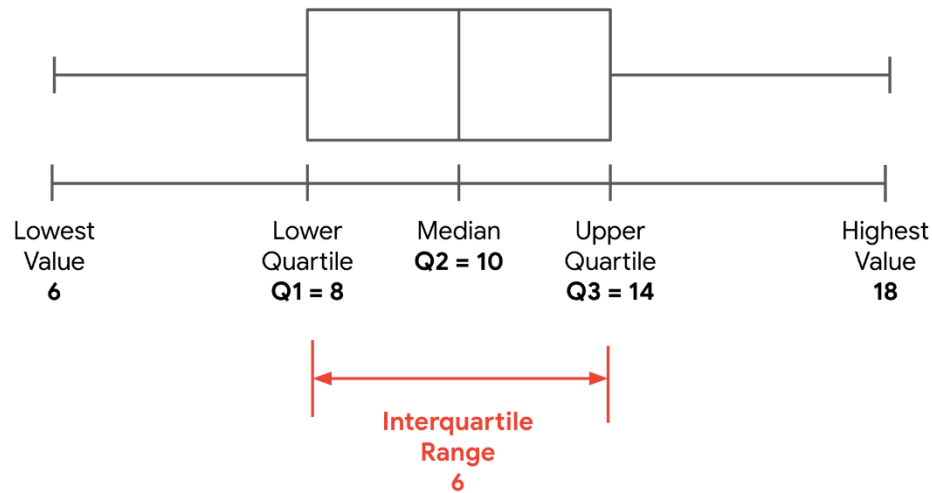 Lowest
Value
6
Lower
Quartile
Q1 = 8
Median
Q2 = 10
Upper
Quartile
Q3 = 14
Highest
Value
18
Interquartile
Range
6